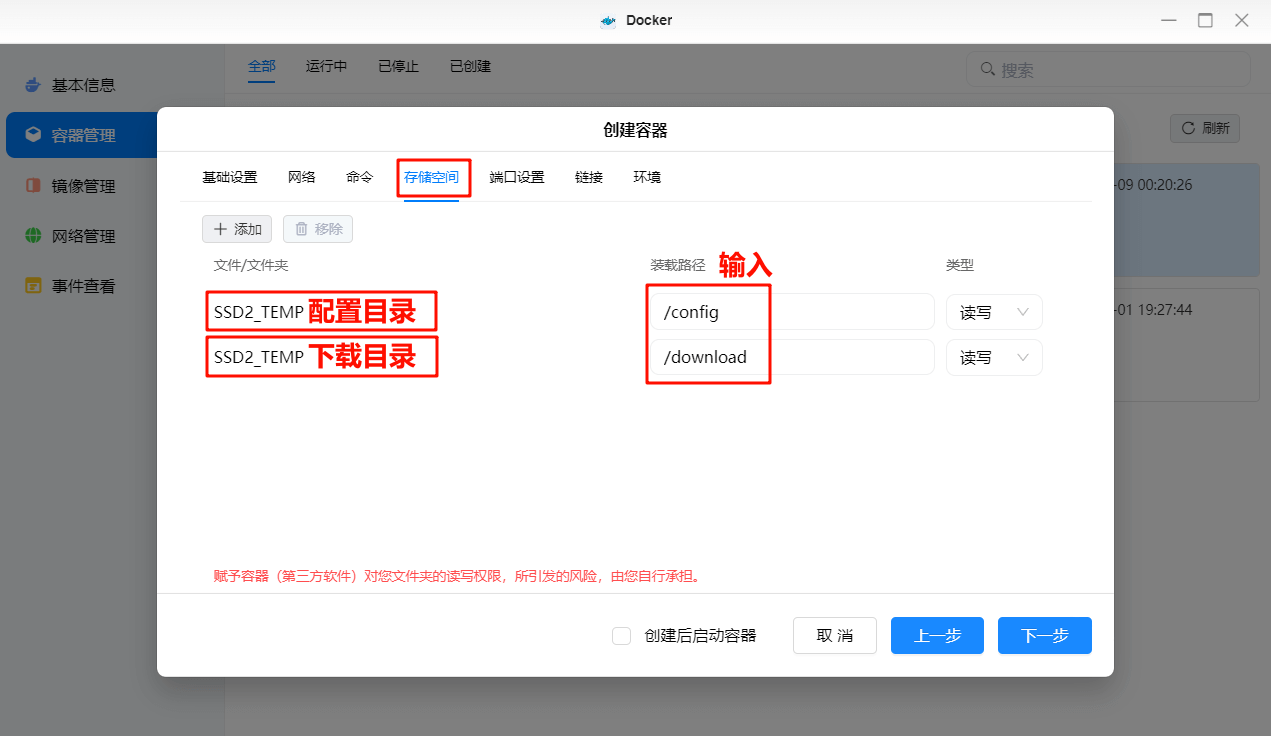 Docker
基本信息
容器管理
镜像管理
网络管理
事件查看
全部 运行中 已停止 已创建
搜索
刷新
-09 00:20:26
-01 19:27:44
创建容器
基础设置 网络 命令 存储空间 端口设置 链接 环境
添加 移除
文件/文件夹 装载路径 输入 类型
SSD2_TEMP 配置目录 /config 读写
SSD2_TEMP 下载目录 /download 读写
赋予容器（第三方软件）对您文件夹的读写权限，所引发的风险，由您自行承担。
创建后启动容器 取消 上一步 下一步